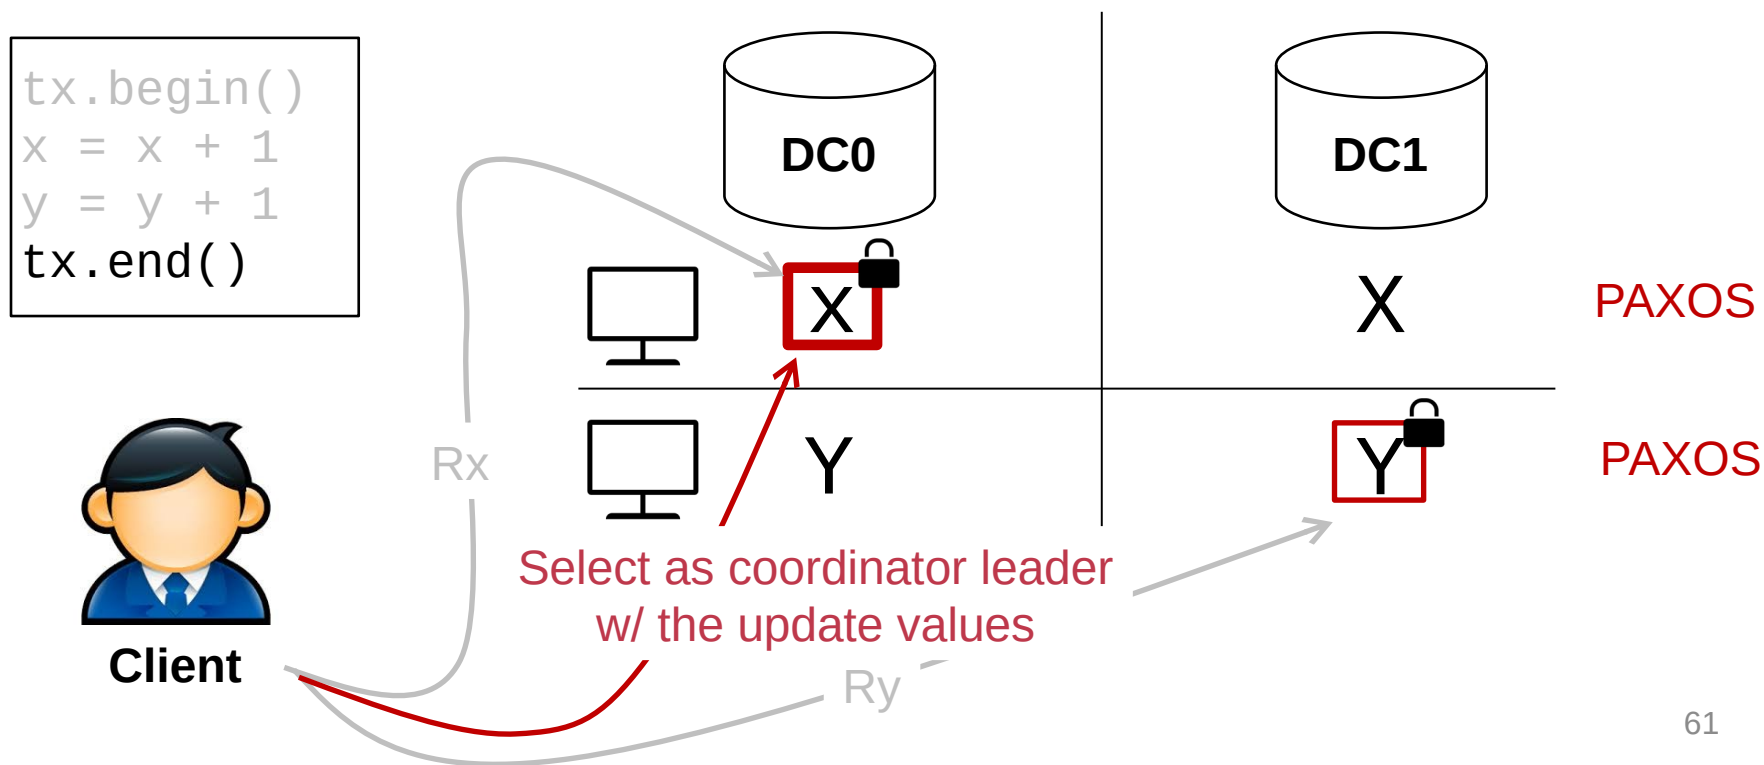 tx.begin()
x = x + 1
y = y + 1
tx.end()
DC0
DC1
X
X
PAXOS
Rx
Y
Y
PAXOS
Select as coordinator leader
w/ the update values
Client
Ry
61